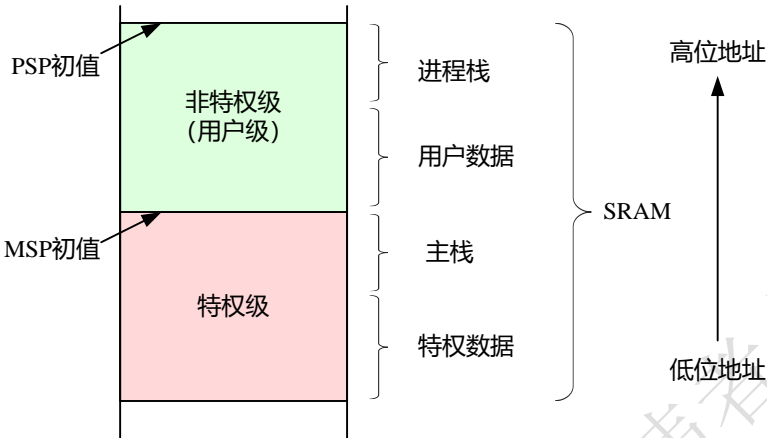 PSP初值
非特权级
（用户级）
进程栈
用户数据
高位地址
SRAM
MSP初值
特权级
主栈
特权数据
低位地址
者